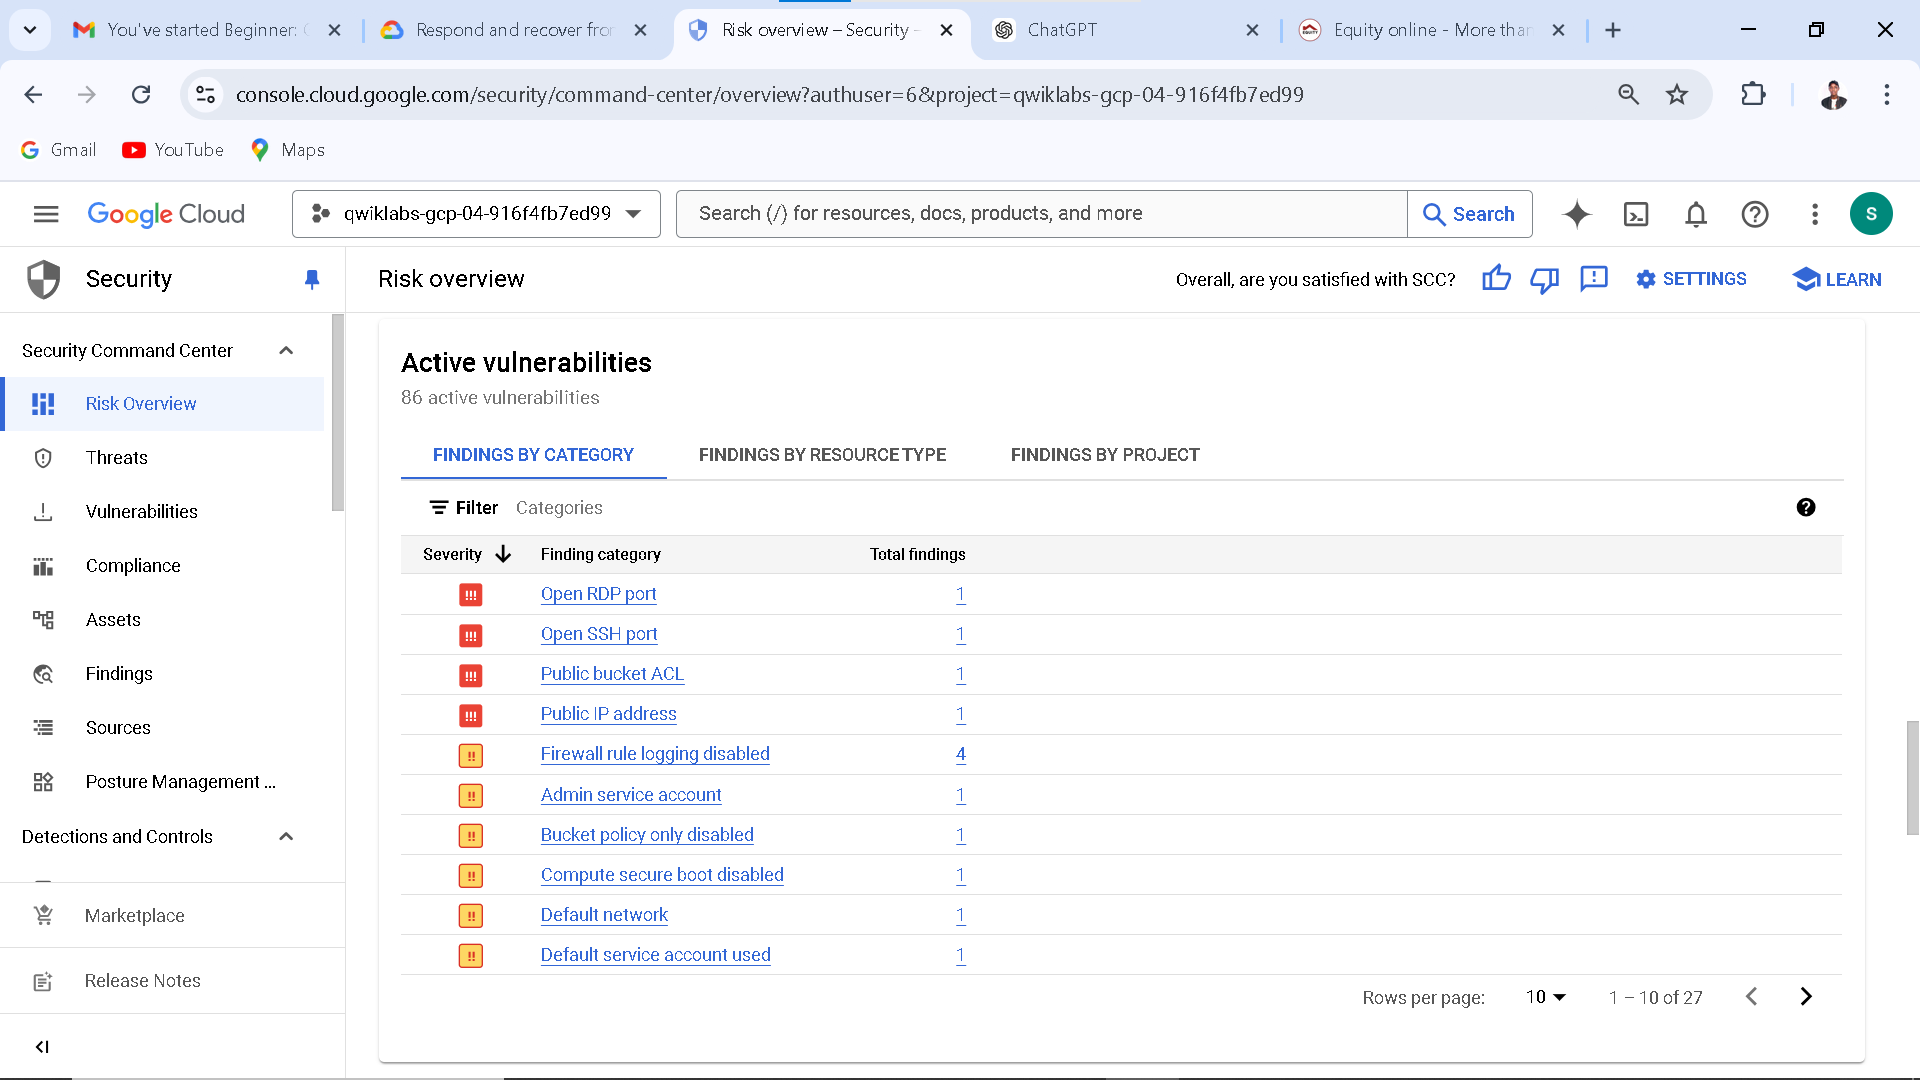 You've started Beginner:
Respond and recover fror
Risk overview – Security -
ChatGPT
Equity online - More than
console.cloud.google.com/security/command-center/overview?authuser=6&project=qwiklabs-gcp-04-916f4fb7ed99
Gmail
YouTube
Maps
Google Cloud
qwiklabs-gcp-04-916f4fb7ed99
Search (/) for resources, docs, products, and more
Search
S
Security
Risk overview
Overall, are you satisfied with SCC?
SETTINGS
LEARN
Security Command Center
Risk Overview
Threats
Vulnerabilities
Compliance
Assets
Findings
Sources
Posture Management ...
Detections and Controls
Marketplace
Release Notes
Active vulnerabilities
86 active vulnerabilities
FINDINGS BY CATEGORY
FINDINGS BY RESOURCE TYPE
FINDINGS BY PROJECT
Filter Categories
Severity Finding category Total findings
Open RDP port 1
Open SSH port 1
Public bucket ACL 1
Public IP address 1
Firewall rule logging disabled 4
Admin service account 1
Bucket policy only disabled 1
Compute secure boot disabled 1
Default network 1
Default service account used 1
Rows per page: 10 1 – 10 of 27